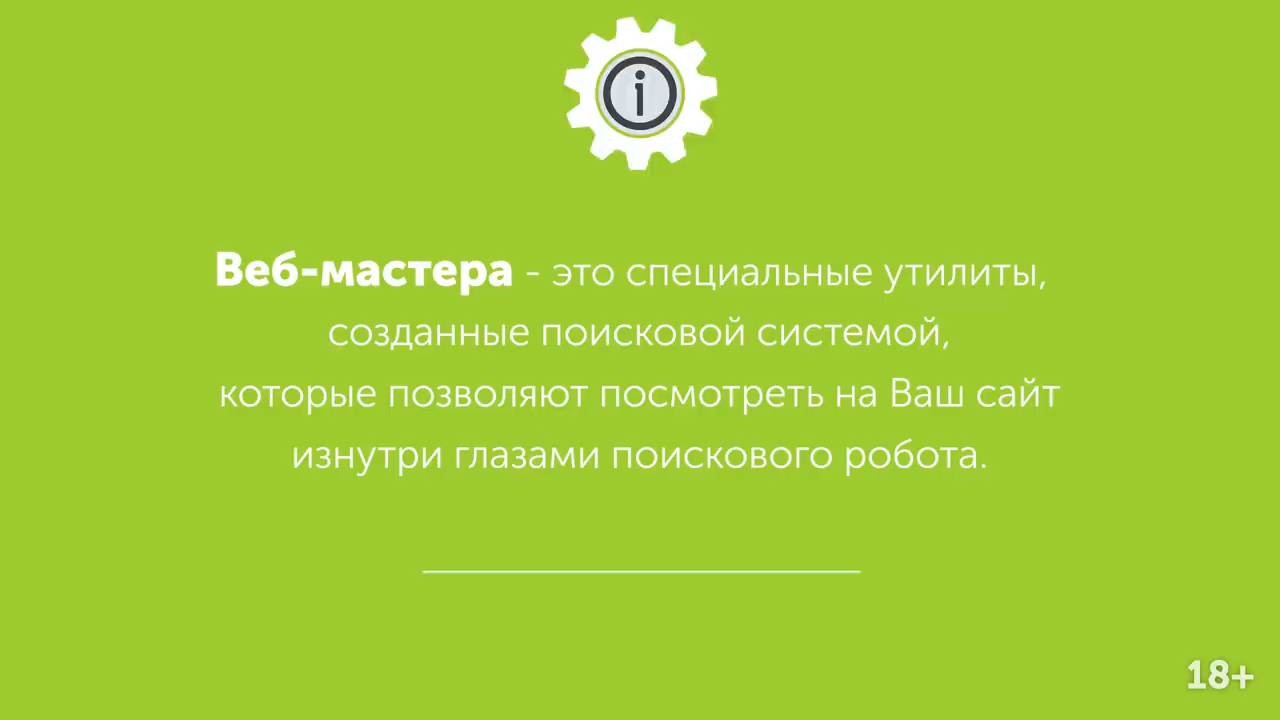 i
Веб-мастера - это специальные утилиты,
созданные поисковой системой,
которые позволяют посмотреть на Ваш сайт
изнутри глазами поискового робота.
18+